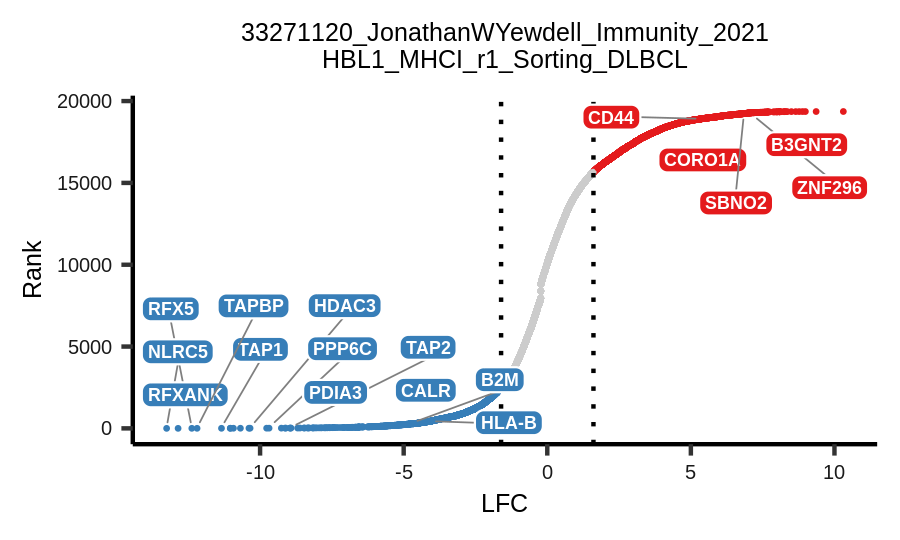 33271120_JonathanWYewdell_Immunity_2021
HBL1_MHCI_r1_Sorting_DLBCL
Rank
20000
15000
10000
5000
0
CD44
B3GNT2
CORO1A
ZNF296
SBNO2
RFX5
TAPBP
HDAC3
NLRC5
TAP1
PPP6C
TAP2
RFXANK
PDIA3
CALR
B2M
HLA-B
-10
-5
0
5
10
LFC